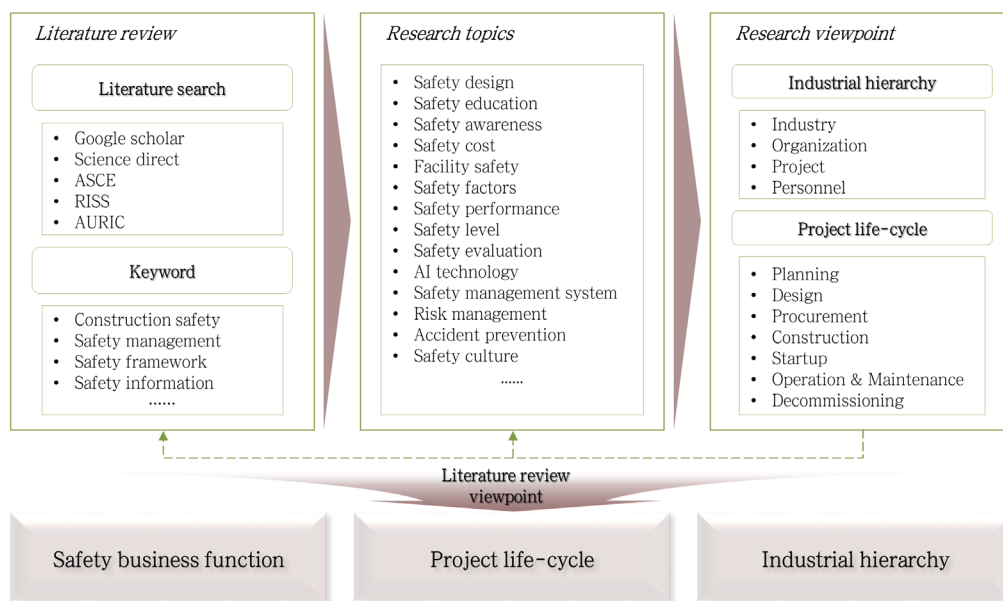 Literature review
Literature search
• Google scholar
• Science direct
• ASCE
• RISS
• AURIC
Keyword
• Construction safety
• Safety management
• Safety framework
• Safety information
......
Research topics
• Safety design
• Safety education
• Safety awareness
• Safety cost
• Facility safety
• Safety factors
• Safety performance
• Safety level
• Safety evaluation
• AI technology
• Safety management system
• Risk management
• Accident prevention
• Safety culture
......
Research viewpoint
Industrial hierarchy
• Industry
• Organization
• Project
• Personnel
Project life-cycle
• Planning
• Design
• Procurement
• Construction
• Startup
• Operation & Maintenance
• Decommissioning
Literature review
viewpoint
Safety business function
Project life-cycle
Industrial hierarchy